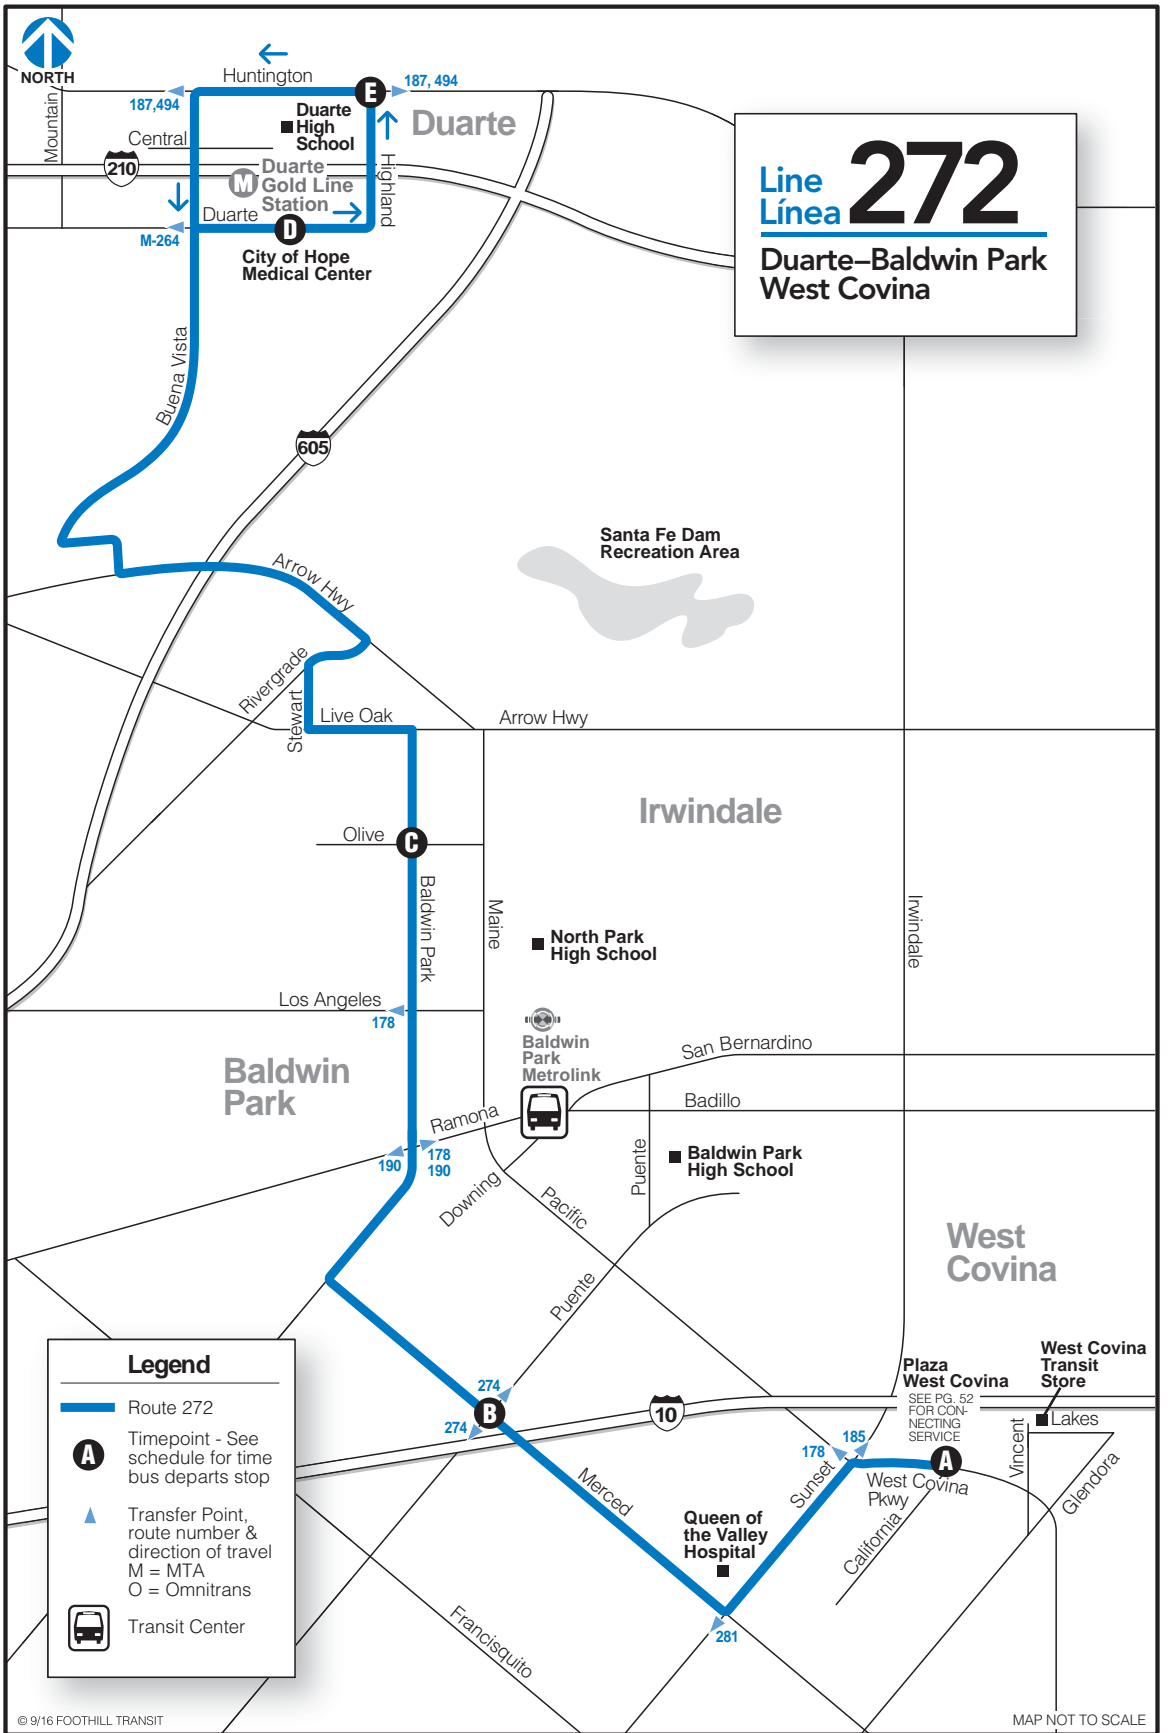 NORTH
Mountain
Huntington
187,494
187, 494
E
Duarte
High
School
Duarte
Central
210
M
Duarte
Gold Line
Station
Highland
Duarte
M-264
D
City of Hope
Medical Center
Line
Línea
272
Duarte–Baldwin Park
West Covina
Buena Vista
605
Santa Fe Dam
Recreation Area
Arrow Hwy
Rivergrade
Stewart
Live Oak
Arrow Hwy
Irwindale
Olive
C
Baldwin Park
Maine
Irwindale
North Park
High School
Los Angeles
178
Baldwin
Park
Metrolink
San Bernardino
Baldwin
Park
Ramona
Badillo
190
178
190
Puente
Baldwin Park
High School
Downing
Pacific
West
Covina
Puente
Legend
Route 272
A
Timepoint - See
schedule for time
bus departs stop
Transfer Point,
route number &
direction of travel
M = MTA
O = Omnitrans
Transit Center
274
B
274
10
Plaza
West Covina
SEE PG. 52
FOR CON-
NECTING
SERVICE
West Covina
Transit
Store
Lakes
Vincent
Glendora
178
185
A
West Covina
Pkwy
Sunset
California
Merced
Queen of
the Valley
Hospital
281
Francisquito
© 9/16 FOOTHILL TRANSIT
MAP NOT TO SCALE